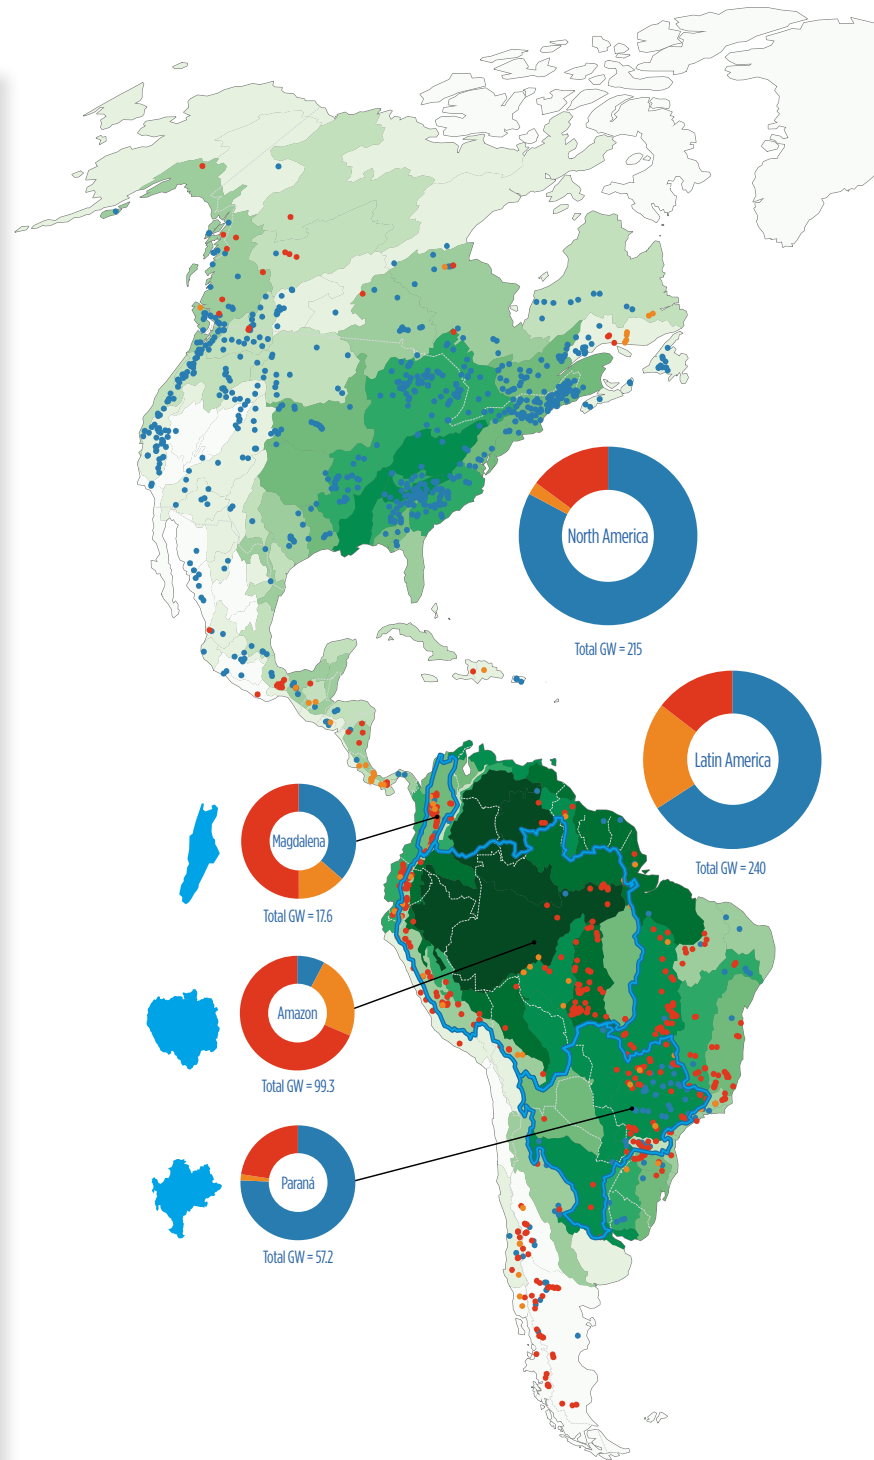 North America
Total GW = 215
Latin America
Total GW = 240
Magdalena
Total GW = 17.6
Amazon
Total GW = 99.3
Paraná
Total GW = 57.2